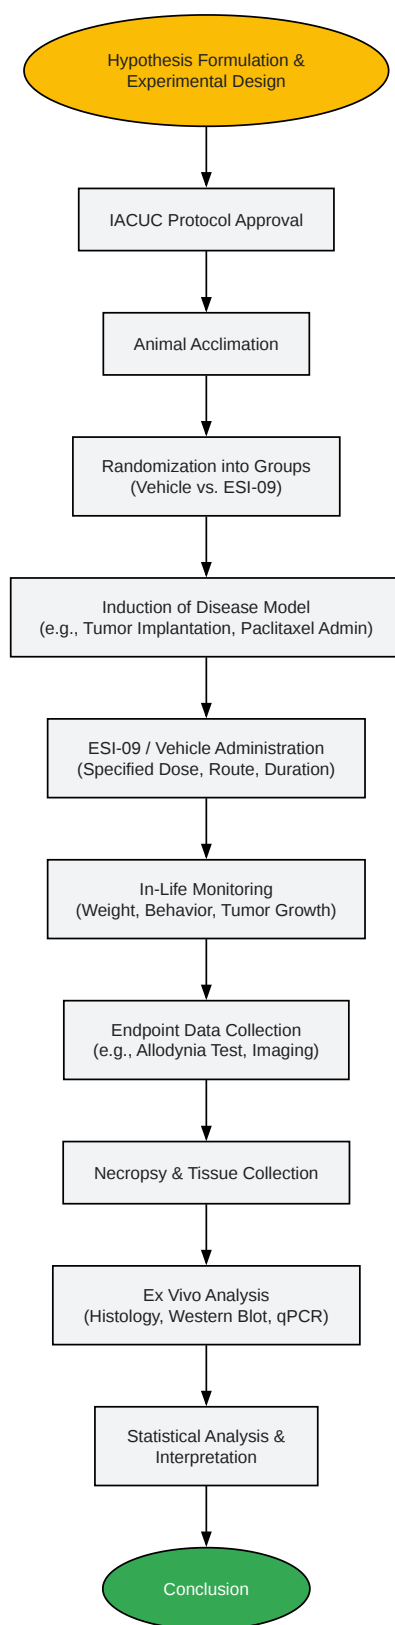 Hypothesis Formulation &
Experimental Design
IACUC Protocol Approval
Animal Acclimation
Randomization into Groups
(Vehicle vs. ESI-09)
Induction of Disease Model
(e.g., Tumor Implantation, Paclitaxel Admin)
ESI-09 / Vehicle Administration
(Specified Dose, Route, Duration)
In-Life Monitoring
(Weight, Behavior, Tumor Growth)
Endpoint Data Collection
(e.g., Allodynia Test, Imaging)
Necropsy & Tissue Collection
Ex Vivo Analysis
(Histology, Western Blot, qPCR)
Statistical Analysis &
Interpretation
Conclusion